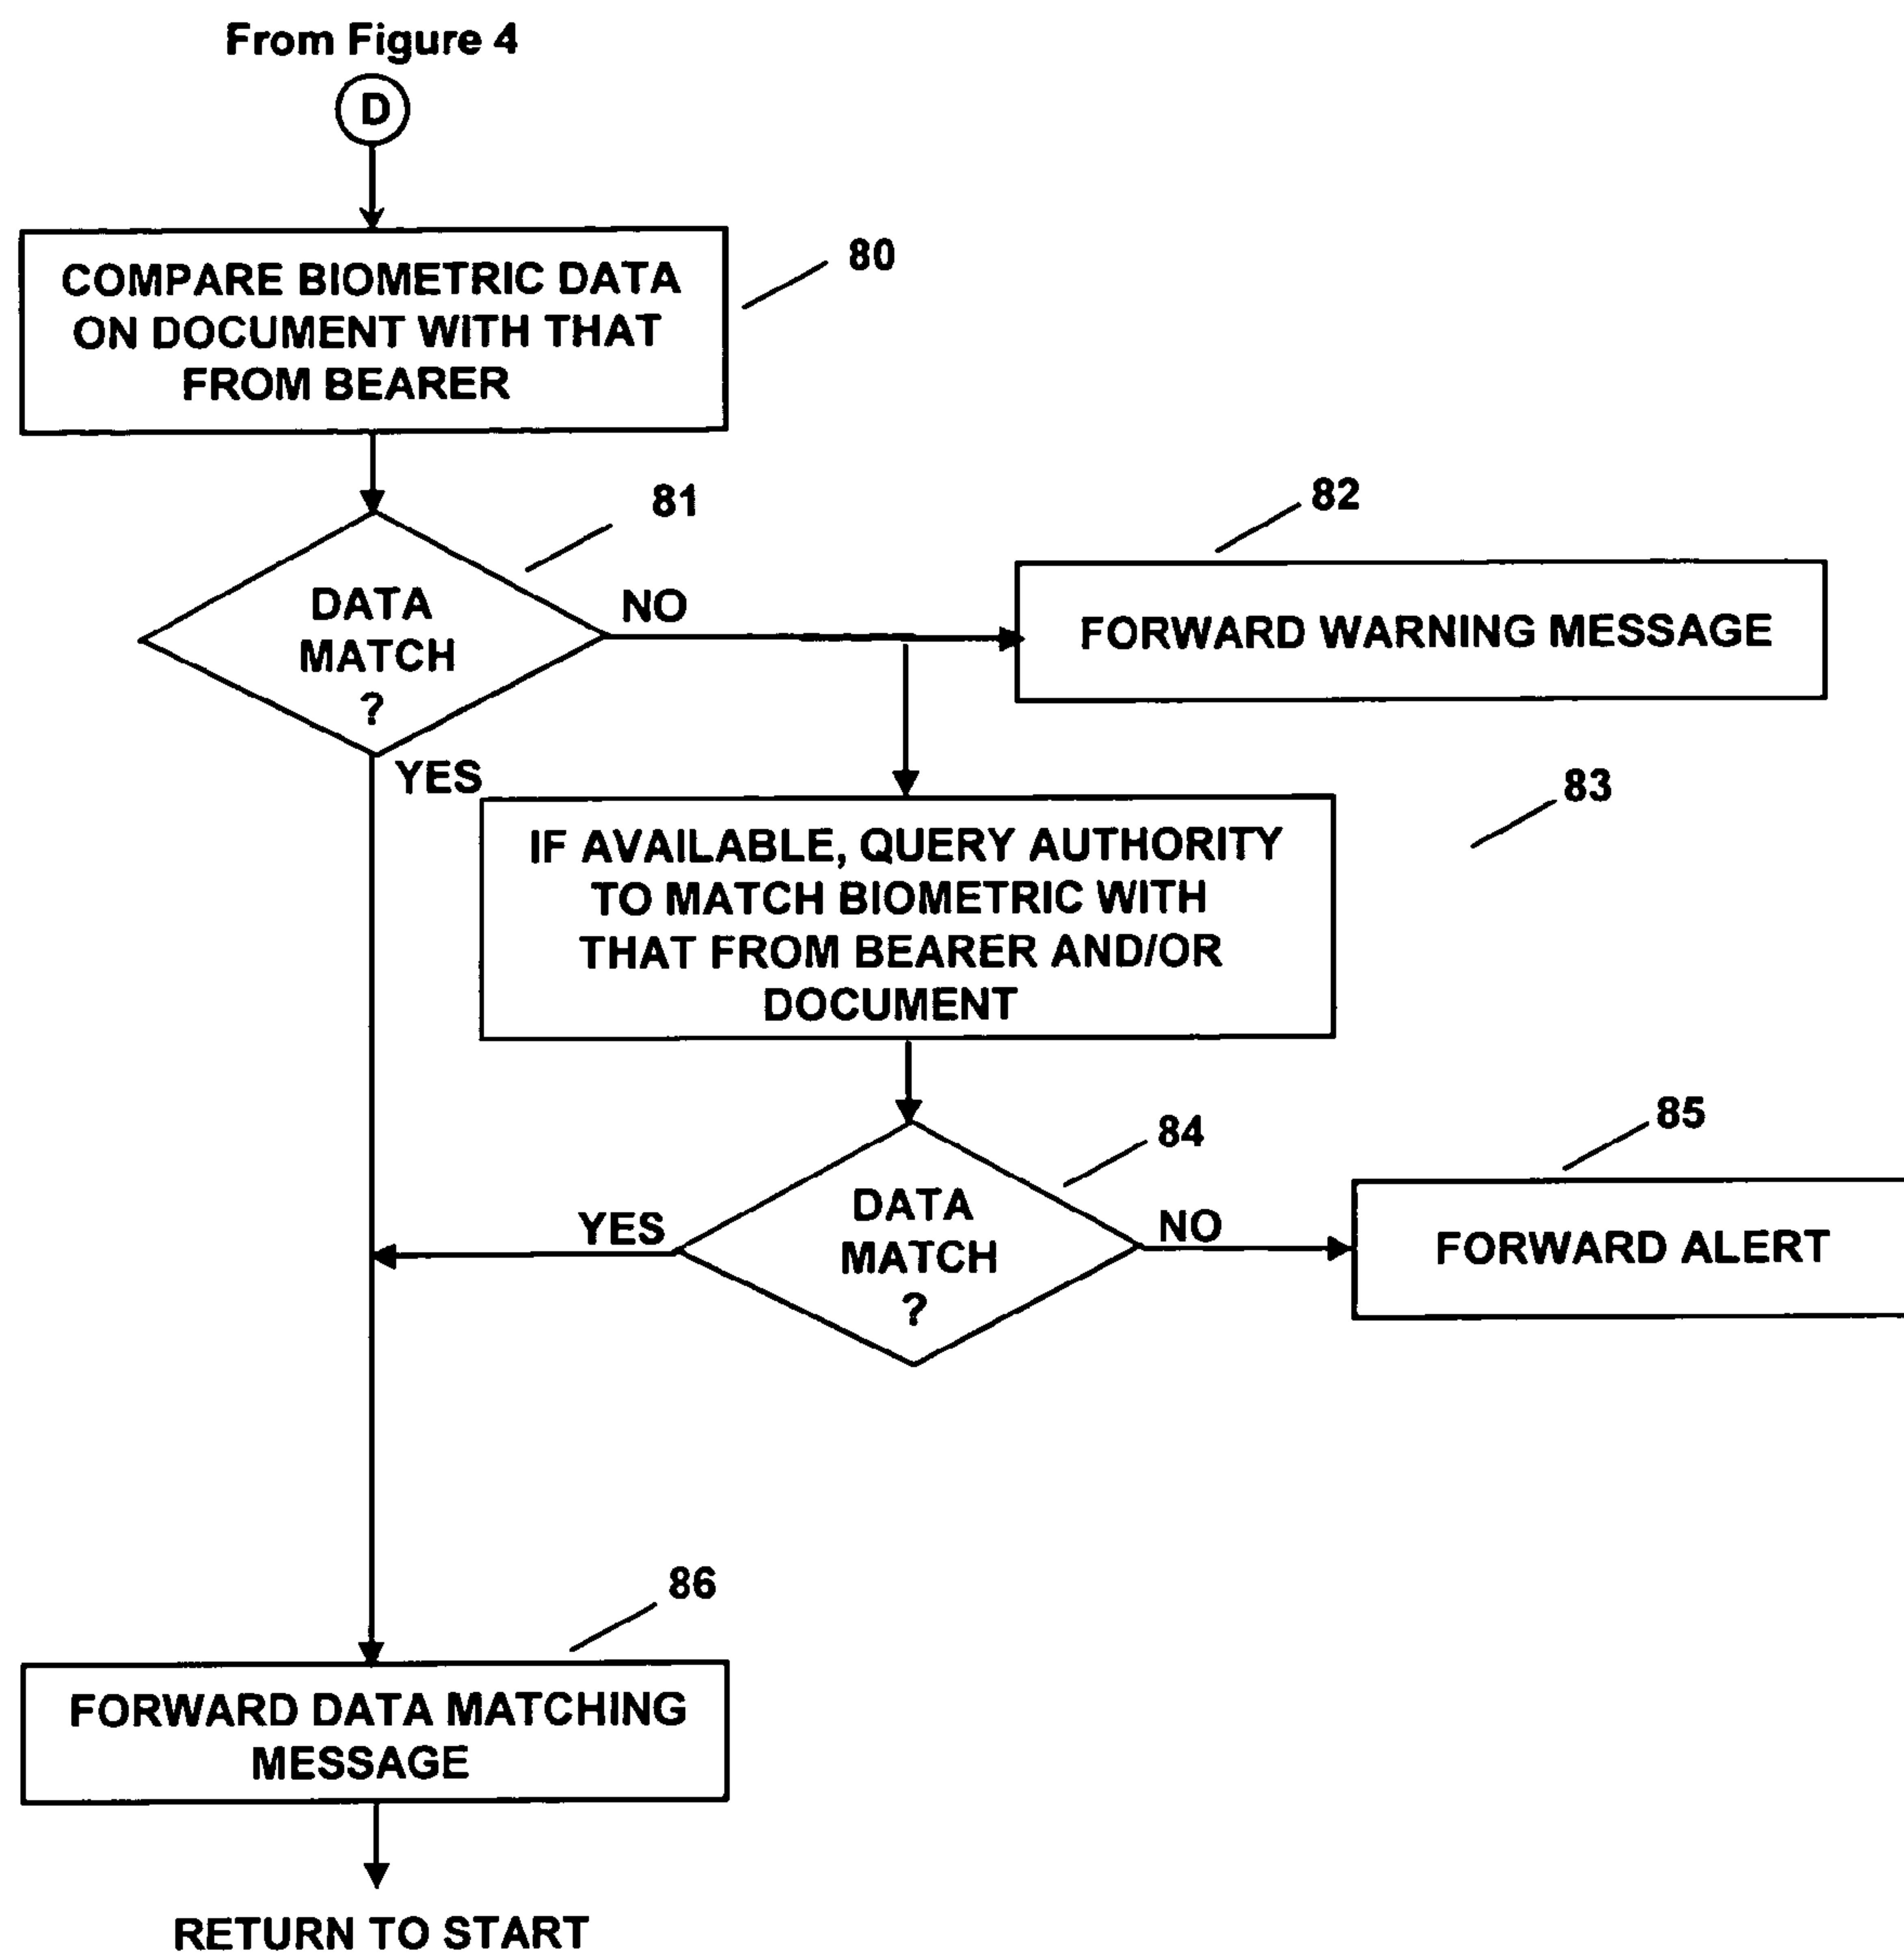 From Figure 4
D
COMPARE BIOMETRIC DATA
ON DOCUMENT WITH THAT
FROM BEARER
80
81
DATA
MATCH
?
NO
YES
82
FORWARD WARNING MESSAGE
83
IF AVAILABLE, QUERY AUTHORITY
TO MATCH BIOMETRIC WITH
THAT FROM BEARER AND/OR
DOCUMENT
84
DATA
MATCH
?
YES
NO
85
FORWARD ALERT
86
FORWARD DATA MATCHING
MESSAGE
RETURN TO START